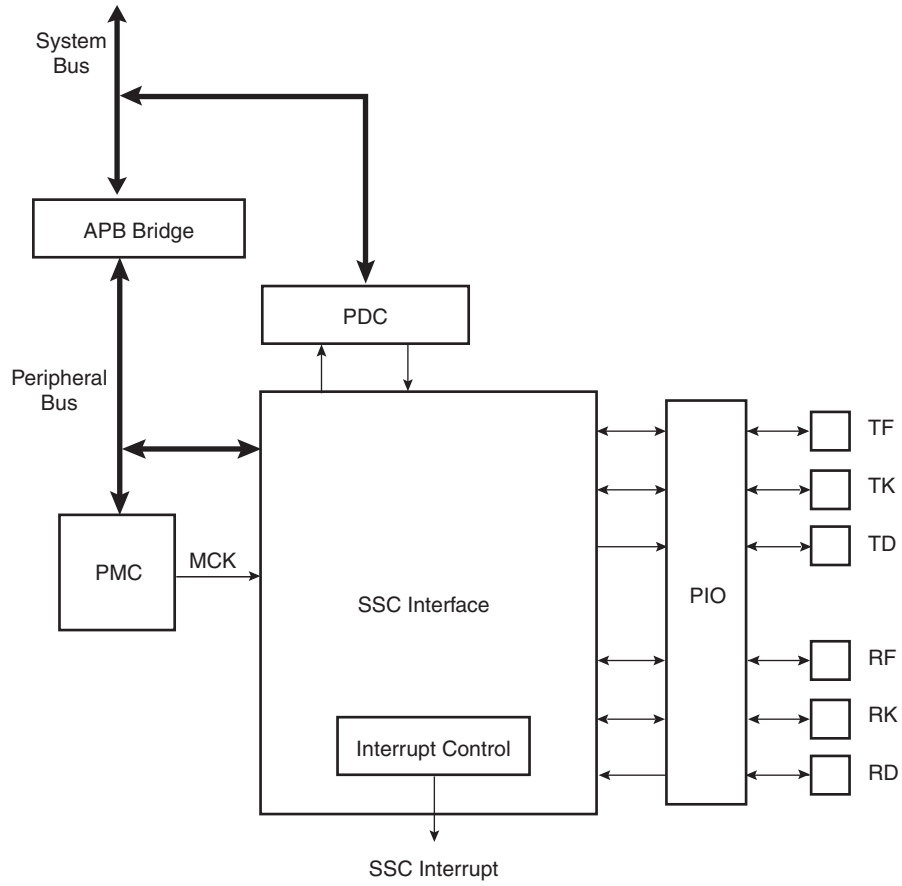 System
Bus
APB Bridge
PDC
Peripheral
Bus
PMC
MCK
SSC Interface
Interrupt Control
SSC Interrupt
PIO
TF
TK
TD
RF
RK
RD